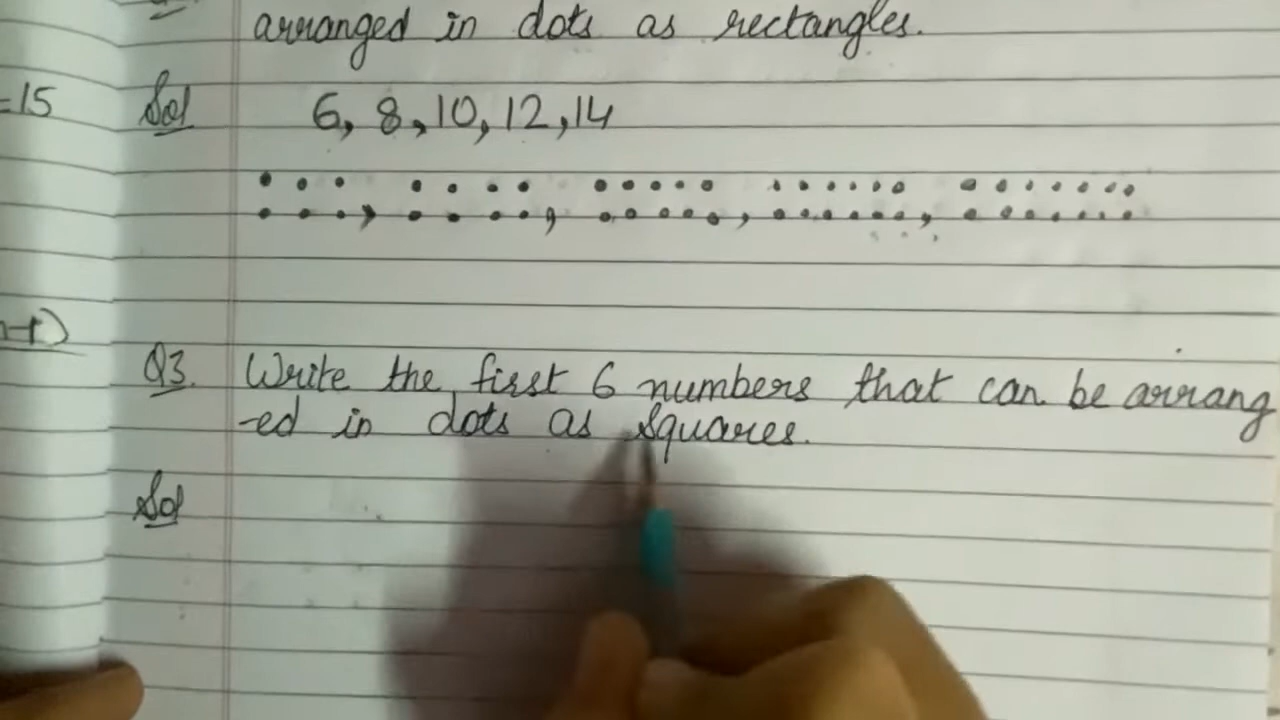 arranged in dots as rectangles.
=15
Sol 6, 8, 10, 12, 14
Q3. Write the first 6 numbers that can be arrang
-ed in dots as squares.
Sol